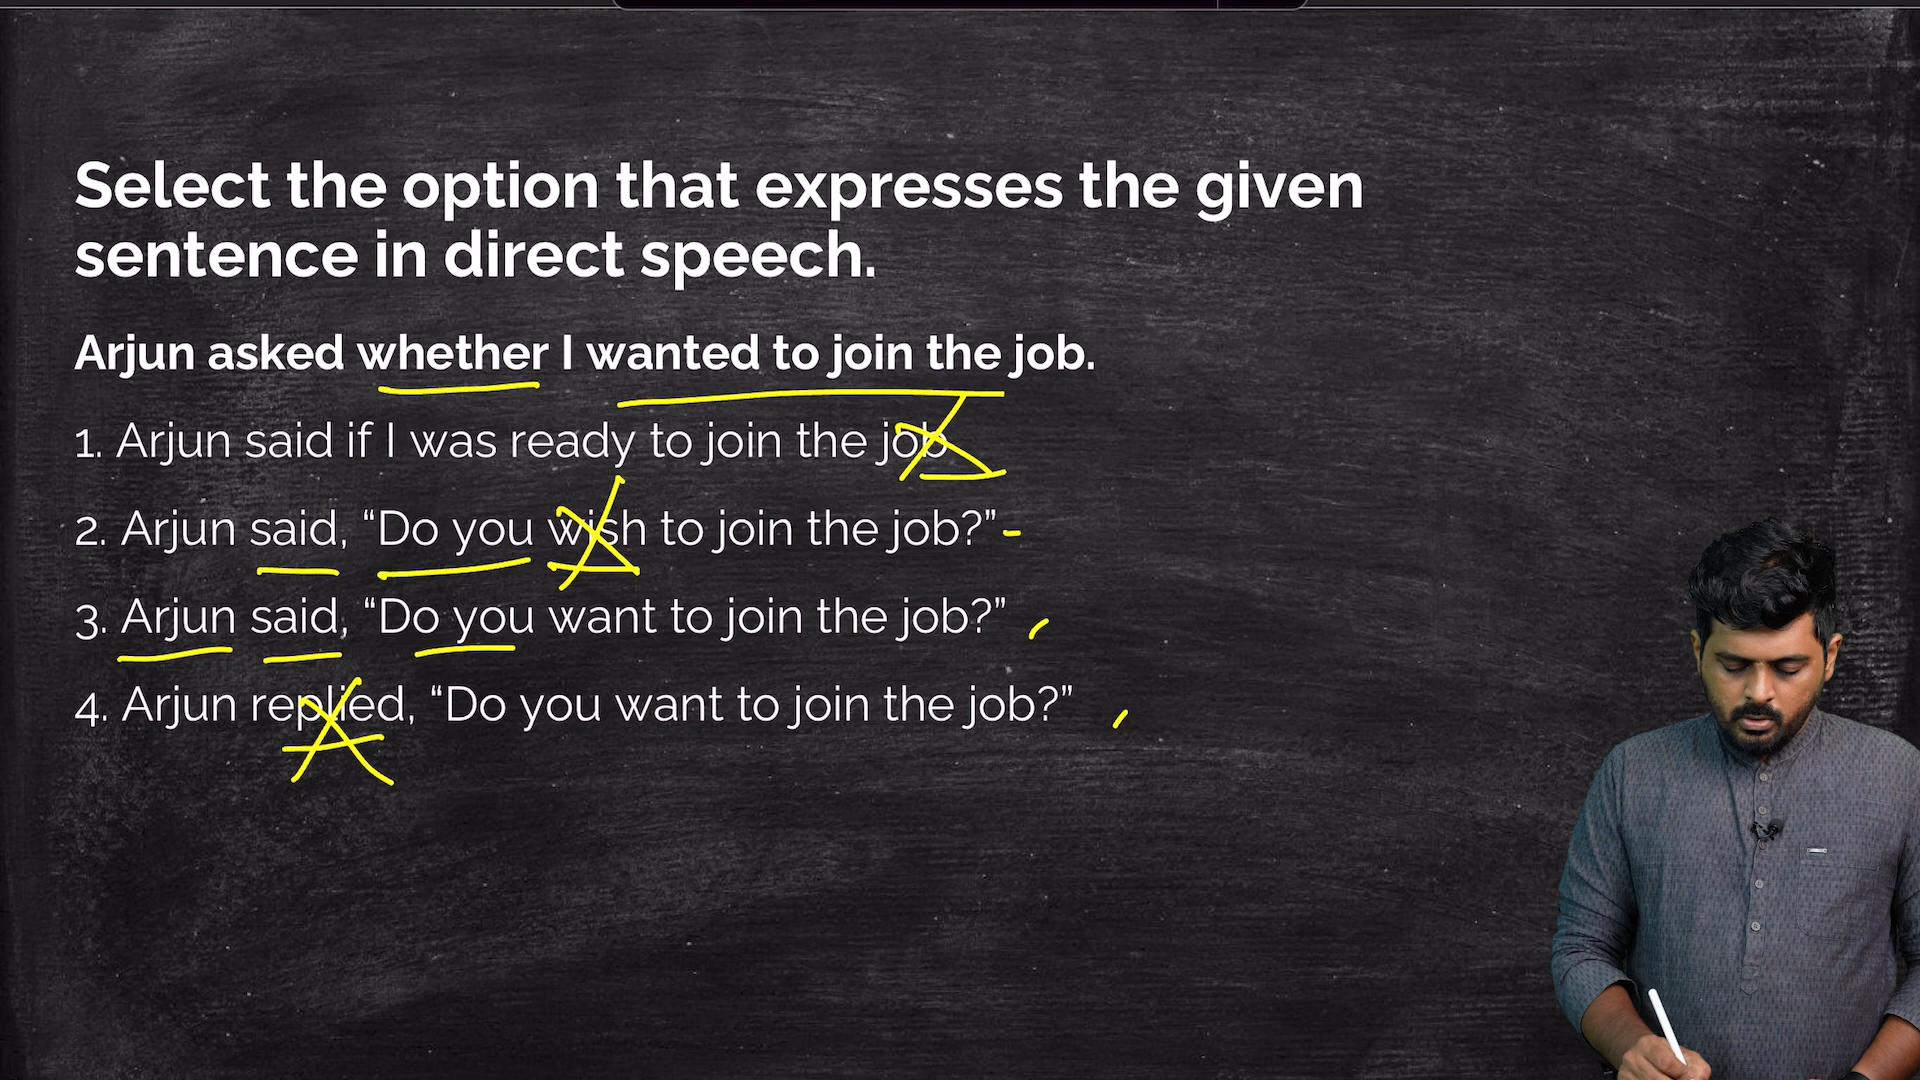 Select the option that expresses the given
sentence in direct speech.
Arjun asked whether I wanted to join the job.
1. Arjun said if I was ready to join the job
2. Arjun said, “Do you wish to join the job?”
3. Arjun said, “Do you want to join the job?”
4. Arjun replied, “Do you want to join the job?”